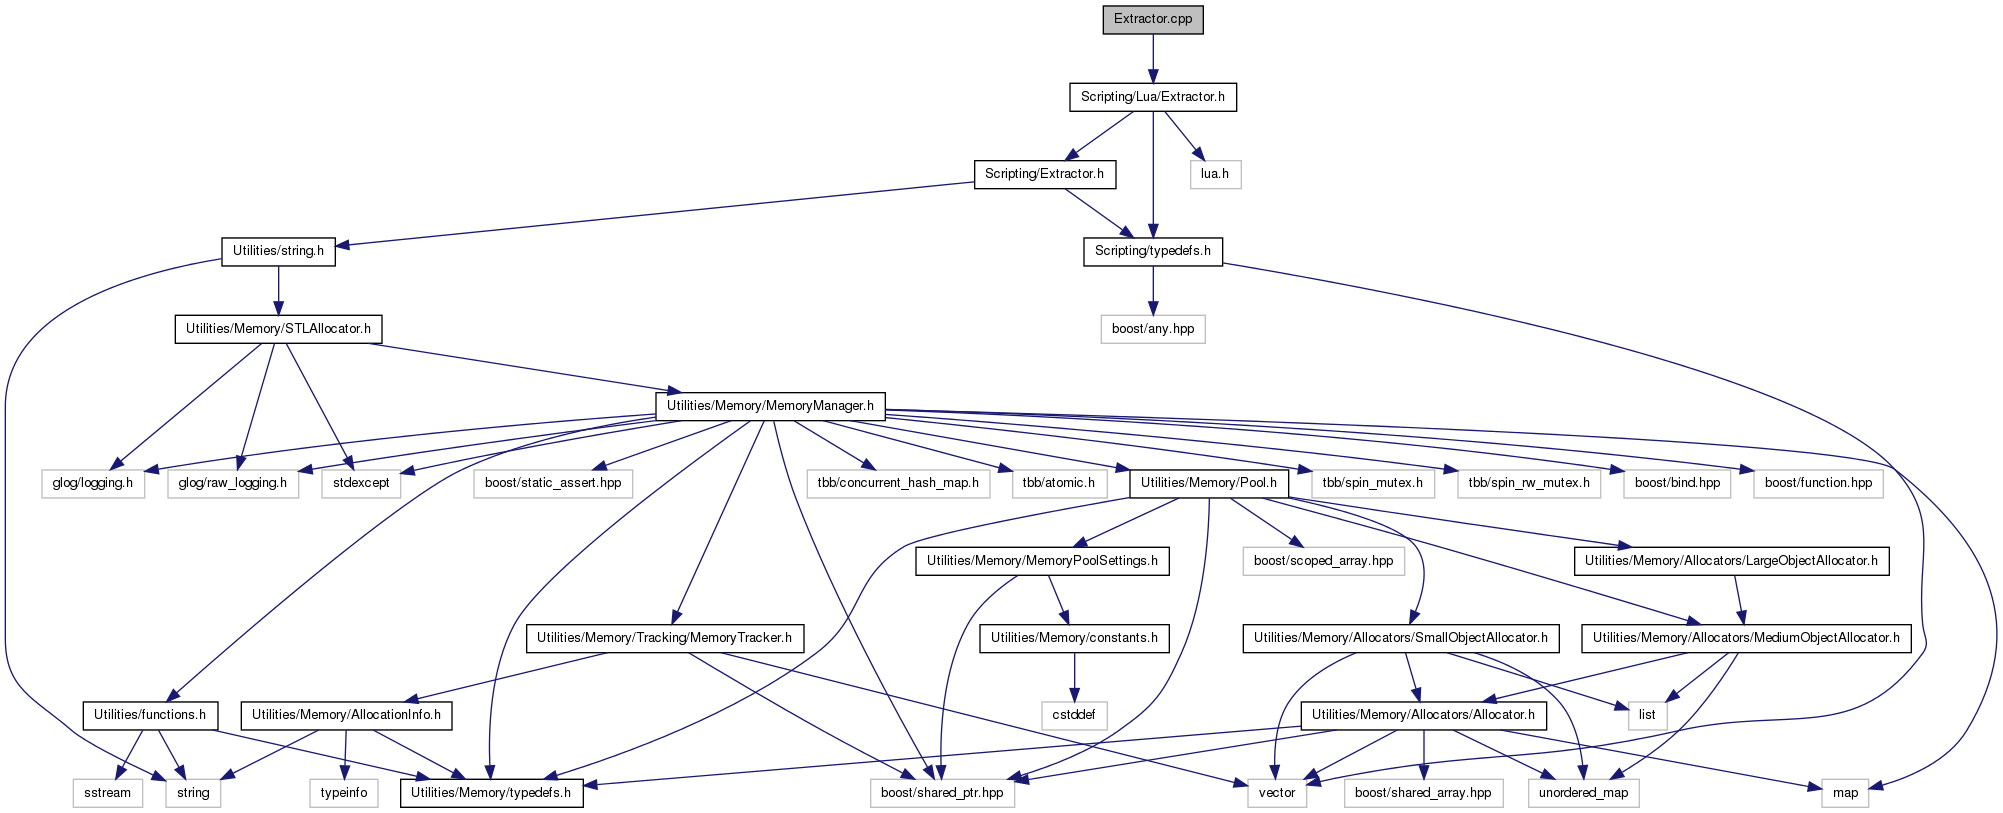 Extractor.cpp
Scripting/Lua/Extractor.h
Scripting/Extractor.h
lua.h
Utilities/string.h
Scripting/typedefs.h
Utilities/Memory/STLAllocator.h
boost/any.hpp
Utilities/Memory/MemoryManager.h
glog/logging.h
glog/raw_logging.h
stdexcept
boost/static_assert.hpp
tbb/concurrent_hash_map.h
tbb/atomic.h
Utilities/Memory/Pool.h
tbb/spin_mutex.h
tbb/spin_rw_mutex.h
boost/bind.hpp
boost/function.hpp
Utilities/Memory/MemoryPoolSettings.h
boost/scoped_array.hpp
Utilities/Memory/Allocators/LargeObjectAllocator.h
Utilities/Memory/Tracking/MemoryTracker.h
Utilities/Memory/constants.h
Utilities/Memory/Allocators/SmallObjectAllocator.h
Utilities/Memory/Allocators/MediumObjectAllocator.h
Utilities/functions.h
Utilities/Memory/AllocationInfo.h
cstddef
Utilities/Memory/Allocators/Allocator.h
list
sstream
string
typeinfo
Utilities/Memory/typedefs.h
boost/shared_ptr.hpp
vector
boost/shared_array.hpp
unordered_map
map